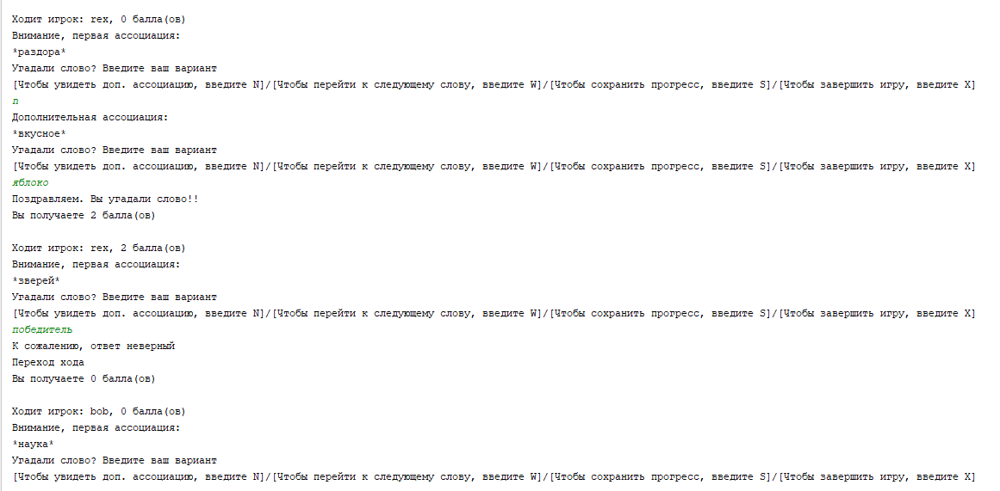 Ходит игрок: rex, 0 балла(ов)
Внимание, первая ассоциация:
*раздора*
Угадали слово? Введите ваш вариант
[Чтобы увидеть доп. ассоциацию, введите N]/[Чтобы перейти к следующему слову, введите W]/[Чтобы сохранить прогресс, введите S]/[Чтобы завершить игру, введите X]
n
Дополнительная ассоциация:
*вкусное*
Угадали слово? Введите ваш вариант
[Чтобы увидеть доп. ассоциацию, введите N]/[Чтобы перейти к следующему слову, введите W]/[Чтобы сохранить прогресс, введите S]/[Чтобы завершить игру, введите X]
яблоко
Поздравляем. Вы угадали слово!!
Вы получаете 2 балла(ов)
Ходит игрок: rex, 2 балла(ов)
Внимание, первая ассоциация:
*зверей*
Угадали слово? Введите ваш вариант
[Чтобы увидеть доп. ассоциацию, введите N]/[Чтобы перейти к следующему слову, введите W]/[Чтобы сохранить прогресс, введите S]/[Чтобы завершить игру, введите X]
победитель
К сожалению, ответ неверный
Переход хода
Вы получаете 0 балла(ов)
Ходит игрок: bob, 0 балла(ов)
Внимание, первая ассоциация:
*наука*
Угадали слово? Введите ваш вариант
[Чтобы увидеть доп. ассоциацию, введите N]/[Чтобы перейти к следующему слову, введите W]/[Чтобы сохранить прогресс, введите S]/[Чтобы завершить игру, введите X]